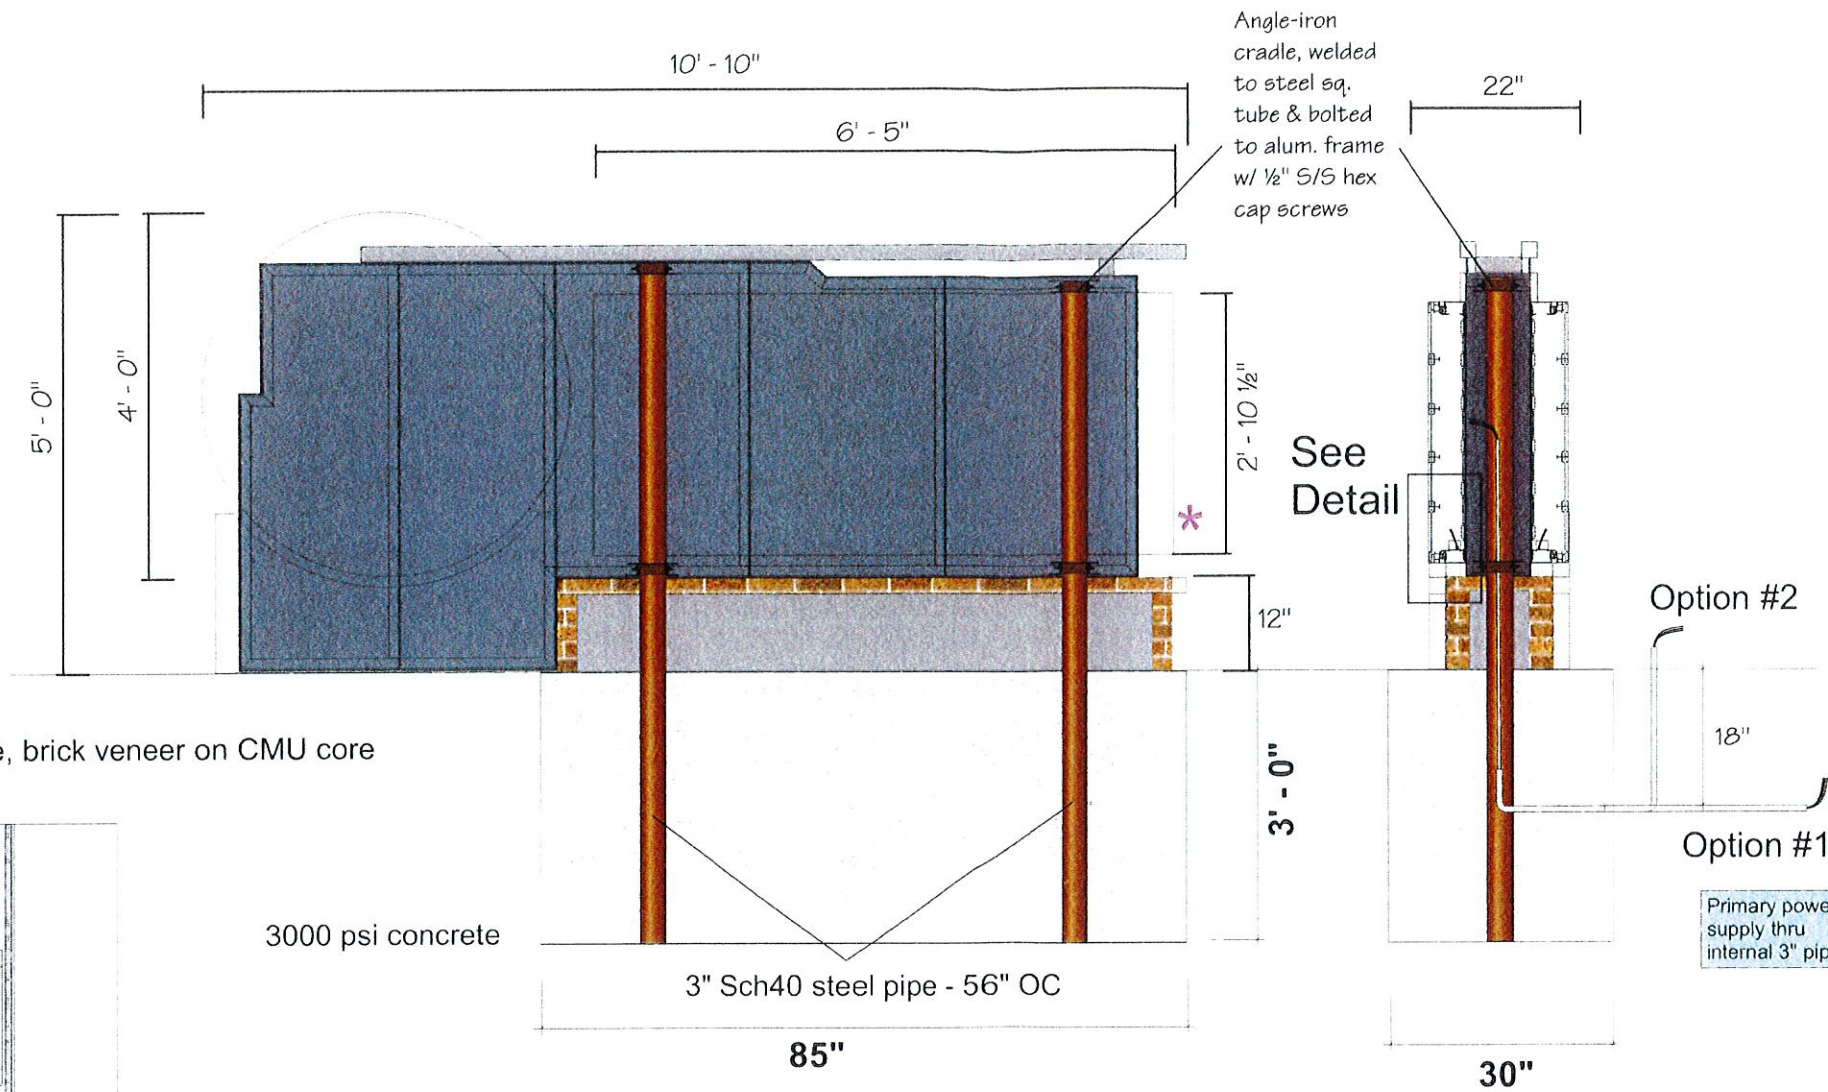 Angle-iron
cradle, welded
to steel sq.
tube & bolted
to alum. frame
w/ ½" S/S hex
cap screws
10' - 10"
22"
6' - 5"
5' - 0"
4' - 0"
2' - 10 ½"
See
Detail
*
12"
Option #2
18"
, brick veneer on CMU core
3' - 0"
Option #1
Primary powe
supply thru
internal 3" pip
3000 psi concrete
3" Sch40 steel pipe - 56" OC
85"
30"